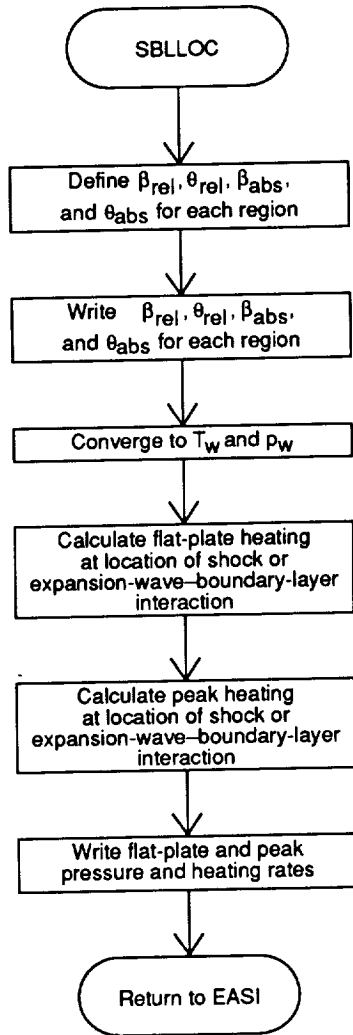 SBLLOC
Define β_rel, θ_rel, β_abs,
and θ_abs for each region
Write β_rel, θ_rel, β_abs,
and θ_abs for each region
Converge to T_w and p_w
Calculate flat-plate heating
at location of shock or
expansion-wave–boundary-layer
interaction
Calculate peak heating
at location of shock or
expansion-wave–boundary-layer
interaction
Write flat-plate and peak
pressure and heating rates
Return to EASI